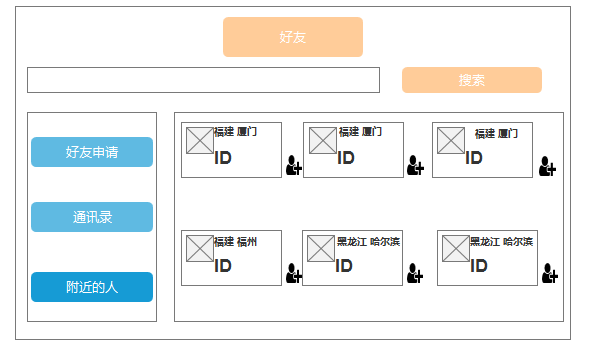 好友
搜索
好友申请
通讯录
附近的人
福建 厦门
ID
福建 厦门
ID
福建 厦门
ID
福建 福州
ID
黑龙江 哈尔滨
ID
黑龙江 哈尔滨
ID